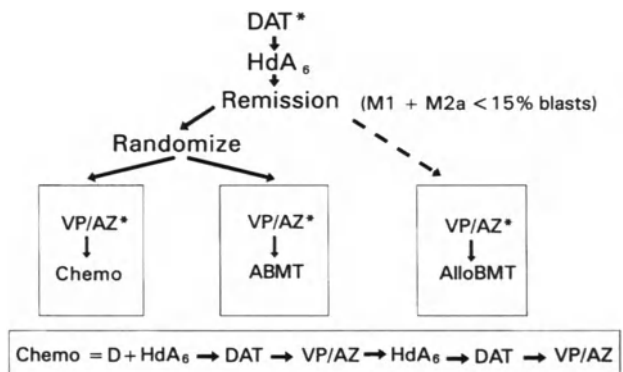 DAT*
HdA6
Remission (M1 + M2a < 15% blasts)
Randomize
VP/AZ* VP/AZ* VP/AZ*
Chemo ABMT AlloBMT
Chemo = D + HdA6 → DAT → VP/AZ → HdA6 → DAT → VP/AZ